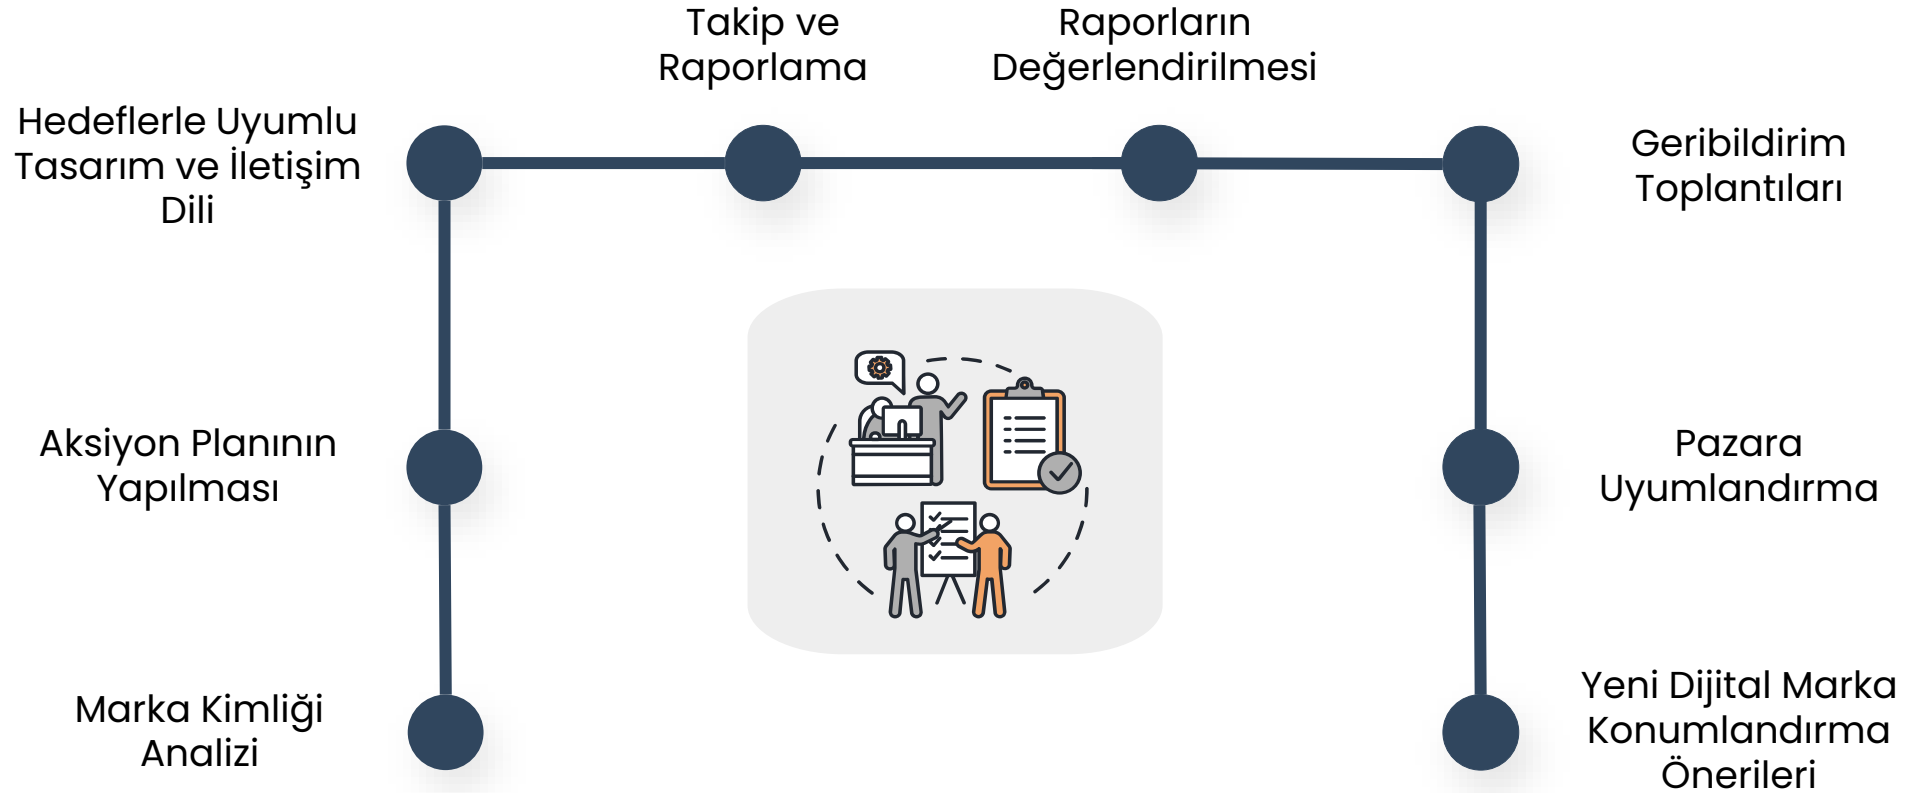 Takip ve
Raporlama
Raporların
Değerlendirilmesi
Hedeflerle Uyumlu
Tasarım ve İletişim
Dili
Geribildirim
Toplantıları
Aksiyon Planının
Yapılması
Pazara
Uyumlandırma
Marka Kimliği
Analizi
Yeni Dijital Marka
Konumlandırma
Önerileri